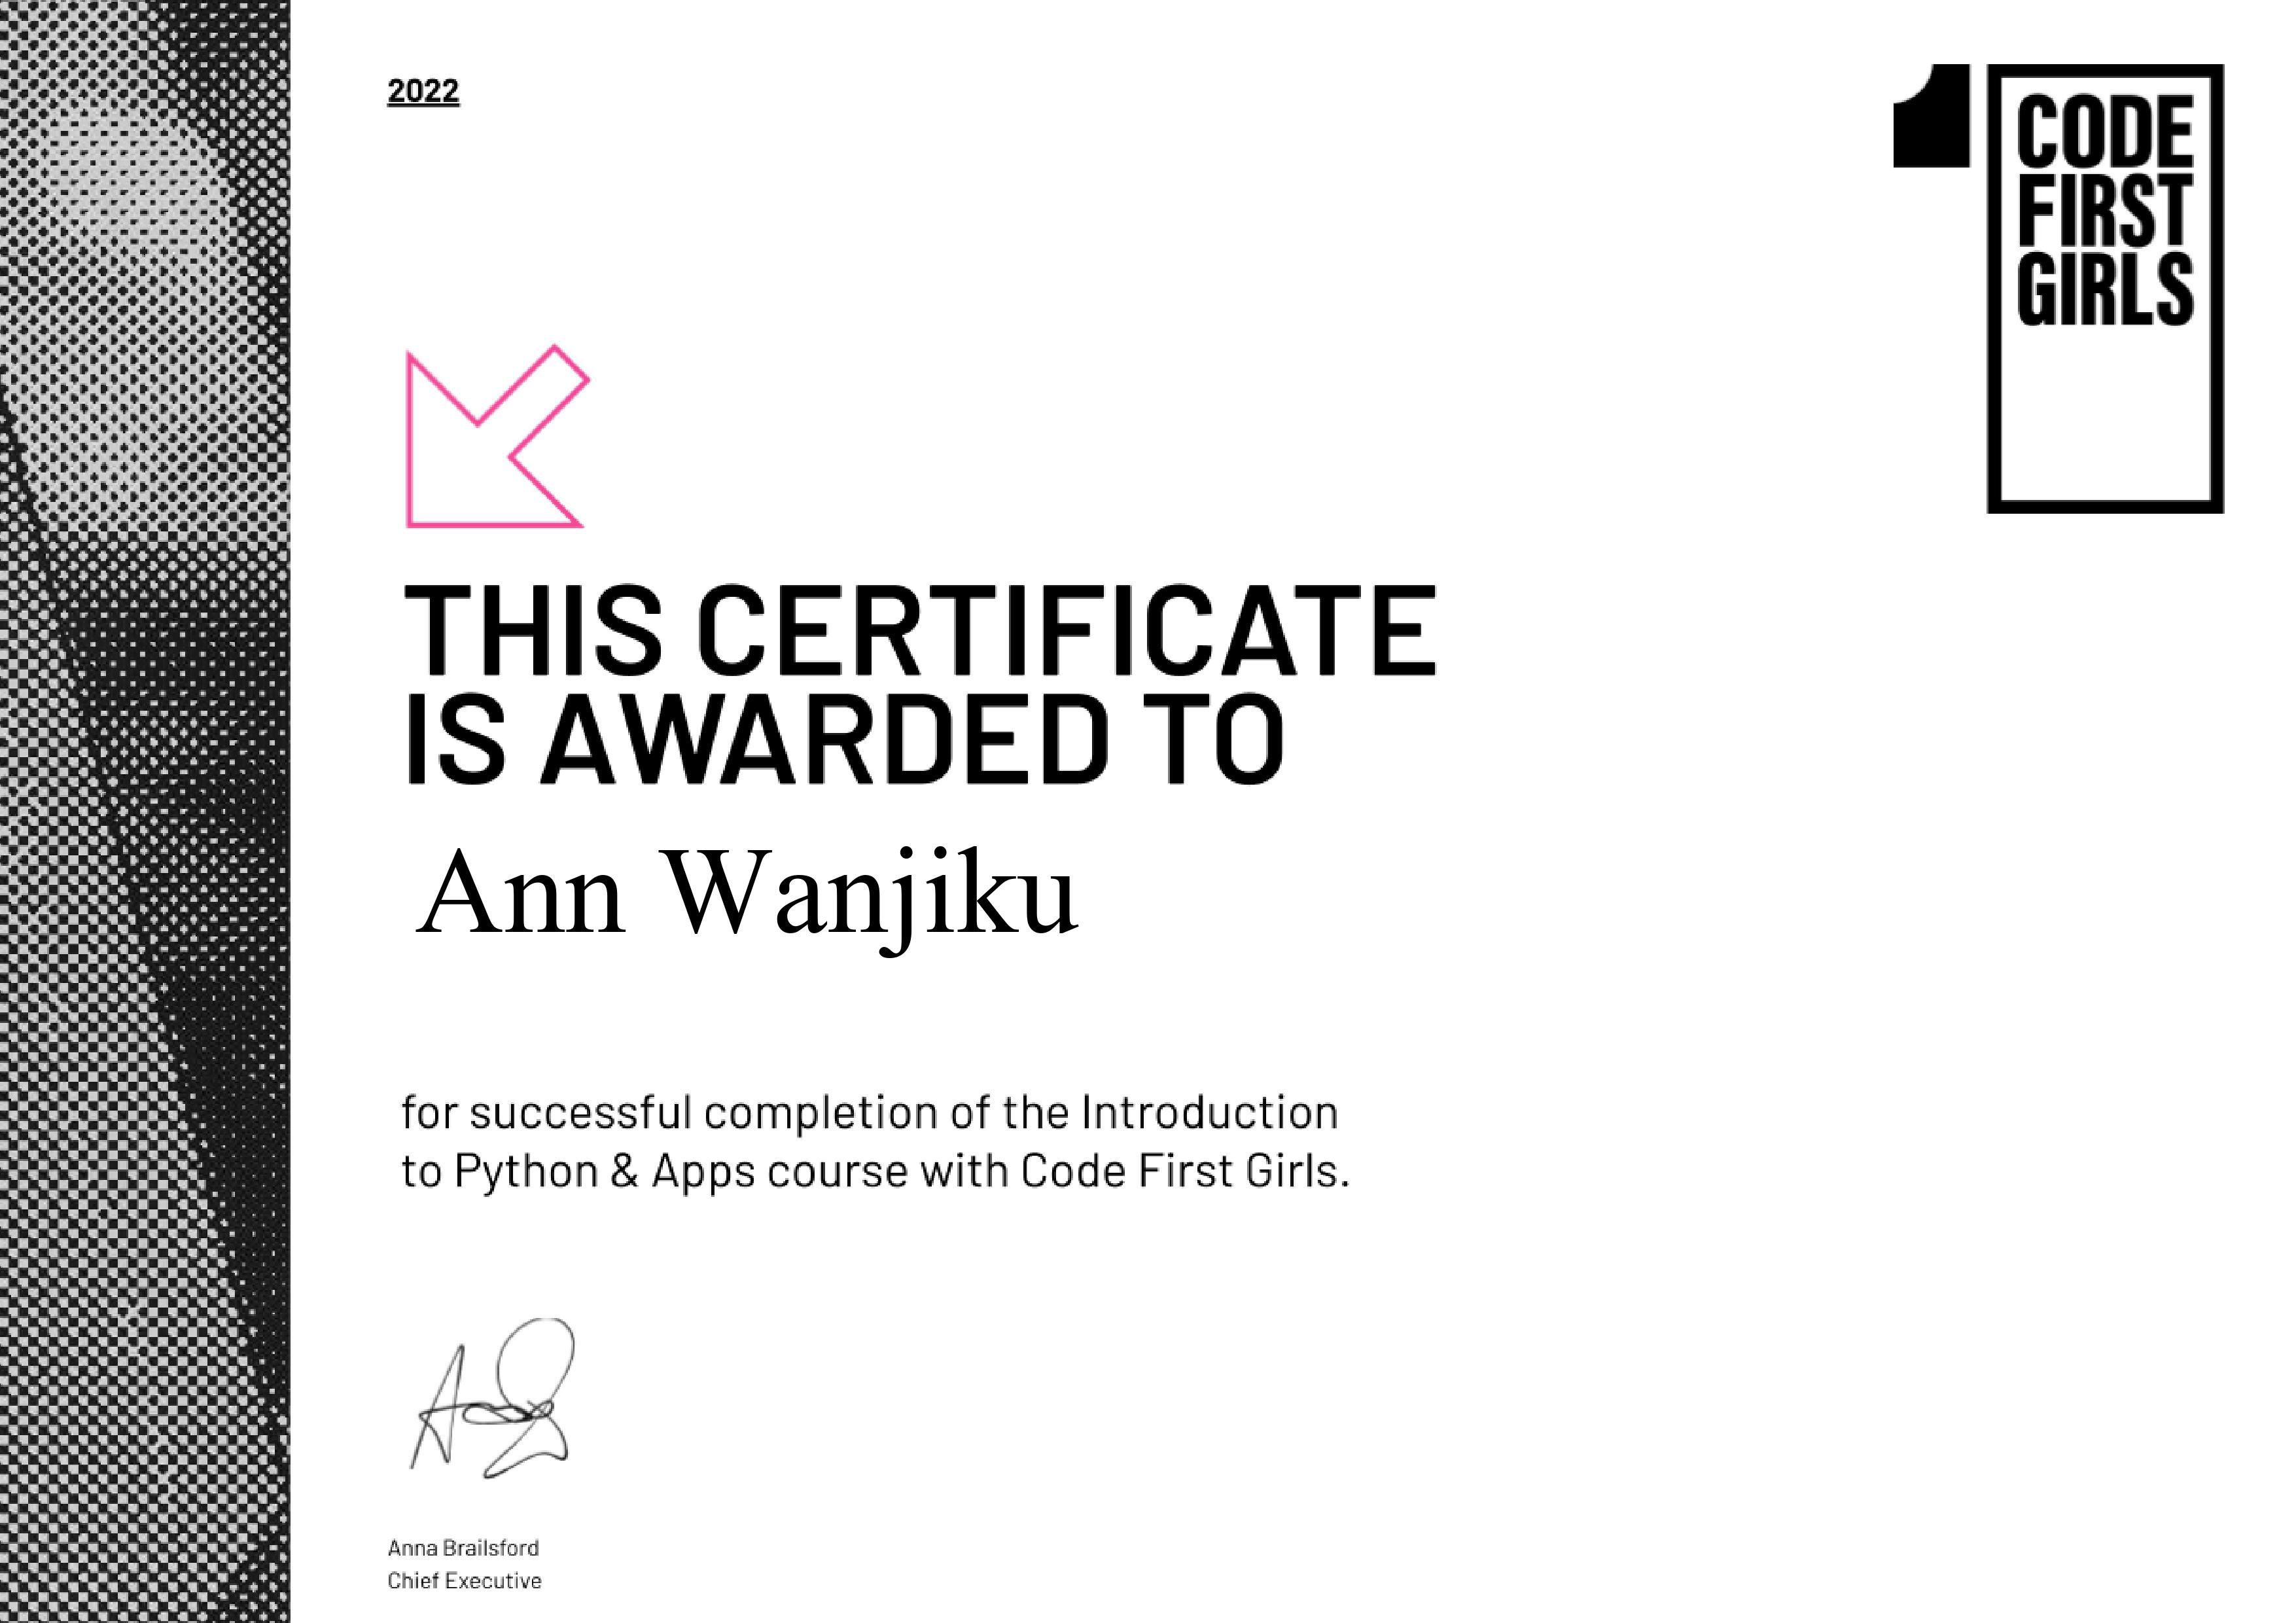 2022
CODE
FIRST
GIRLS
THIS CERTIFICATE
IS AWARDED TO
Ann Wanjiku
for successful completion of the Introduction
to Python & Apps course with Code First Girls.
Anna Brailsford
Chief Executive